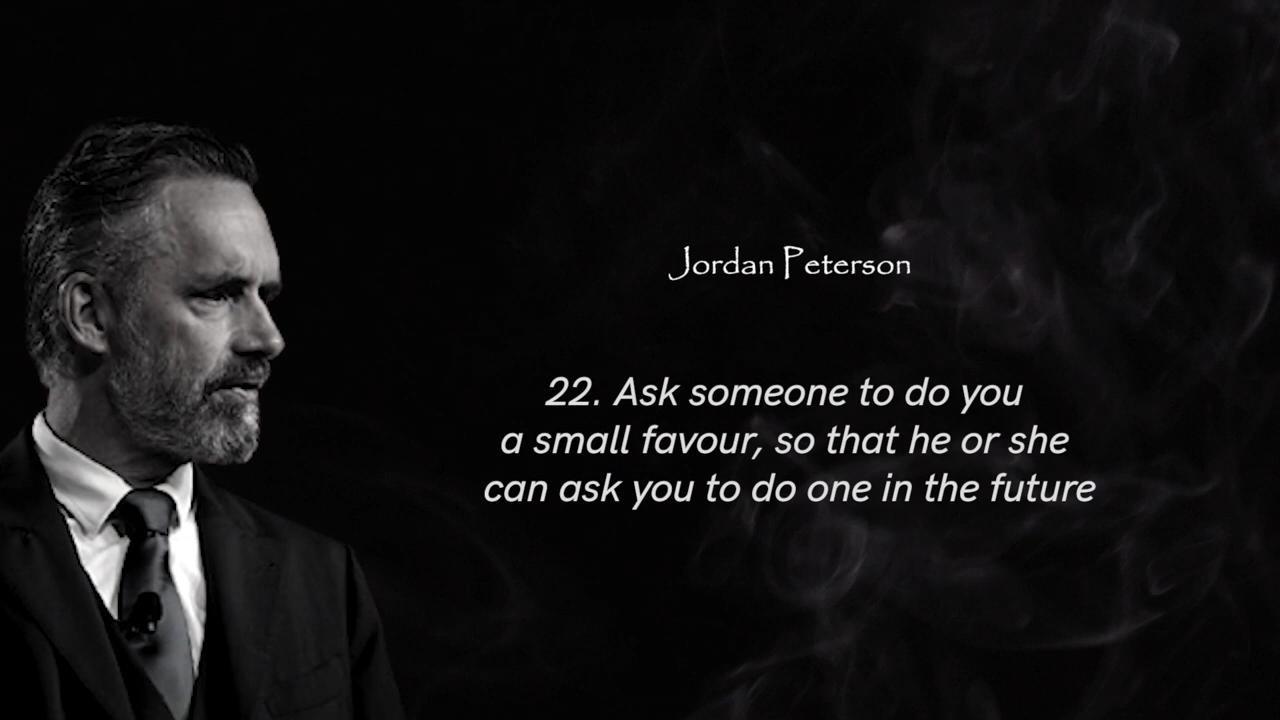 Jordan Peterson
22. Ask someone to do you
a small favour, so that he or she
can ask you to do one in the future